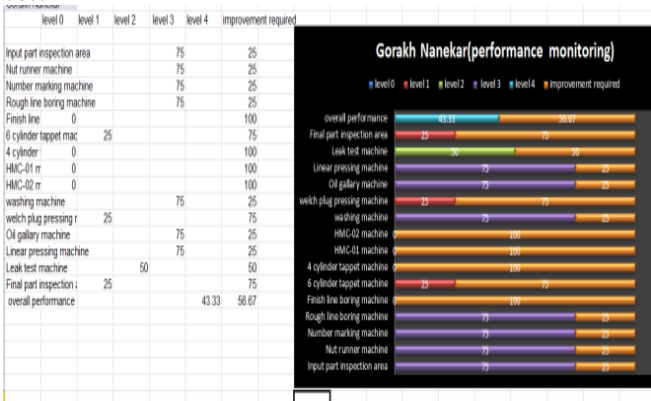 Gorakh Nanekar
level 0 level 1 level 2 level 3 level 4 improvement required
Input part inspection area 75 25
Nut runner machine 75 25
Number marking machine 75 25
Rough line boring machine 75 25
Finish line 0 100
6 cylinder tappet mac 25 75
4 cylinder 0 100
HMC-01 m 0 100
HMC-02 m 0 100
washing machine 75 25
welch plug pressing r 25 75
Oil gallary machine 75 25
Linear pressing machine 75 25
Leak test machine 50 50
Final part inspection a 25 75
overall performance 43.33 56.67
Gorakh Nanekar(performance monitoring)
level 0 level 1 level 2 level 3 level 4 improvement required
overall performance 43.33 56.67
Final part inspection area 25 75
Leak test machine 50 50
Linear pressing machine 75 25
Oil gallary machine 75 25
welch plug pressing machine 25 75
washing machine 75 25
HMC-02 machine 0 100
HMC-01 machine 0 100
4 cylinder tappet machine 0 100
6 cylinder tappet machine 25 75
Finish line boring machine 0 100
Rough line boring machine 75 25
Number marking machine 75 25
Nut runner machine 75 25
Input part inspection area 75 25